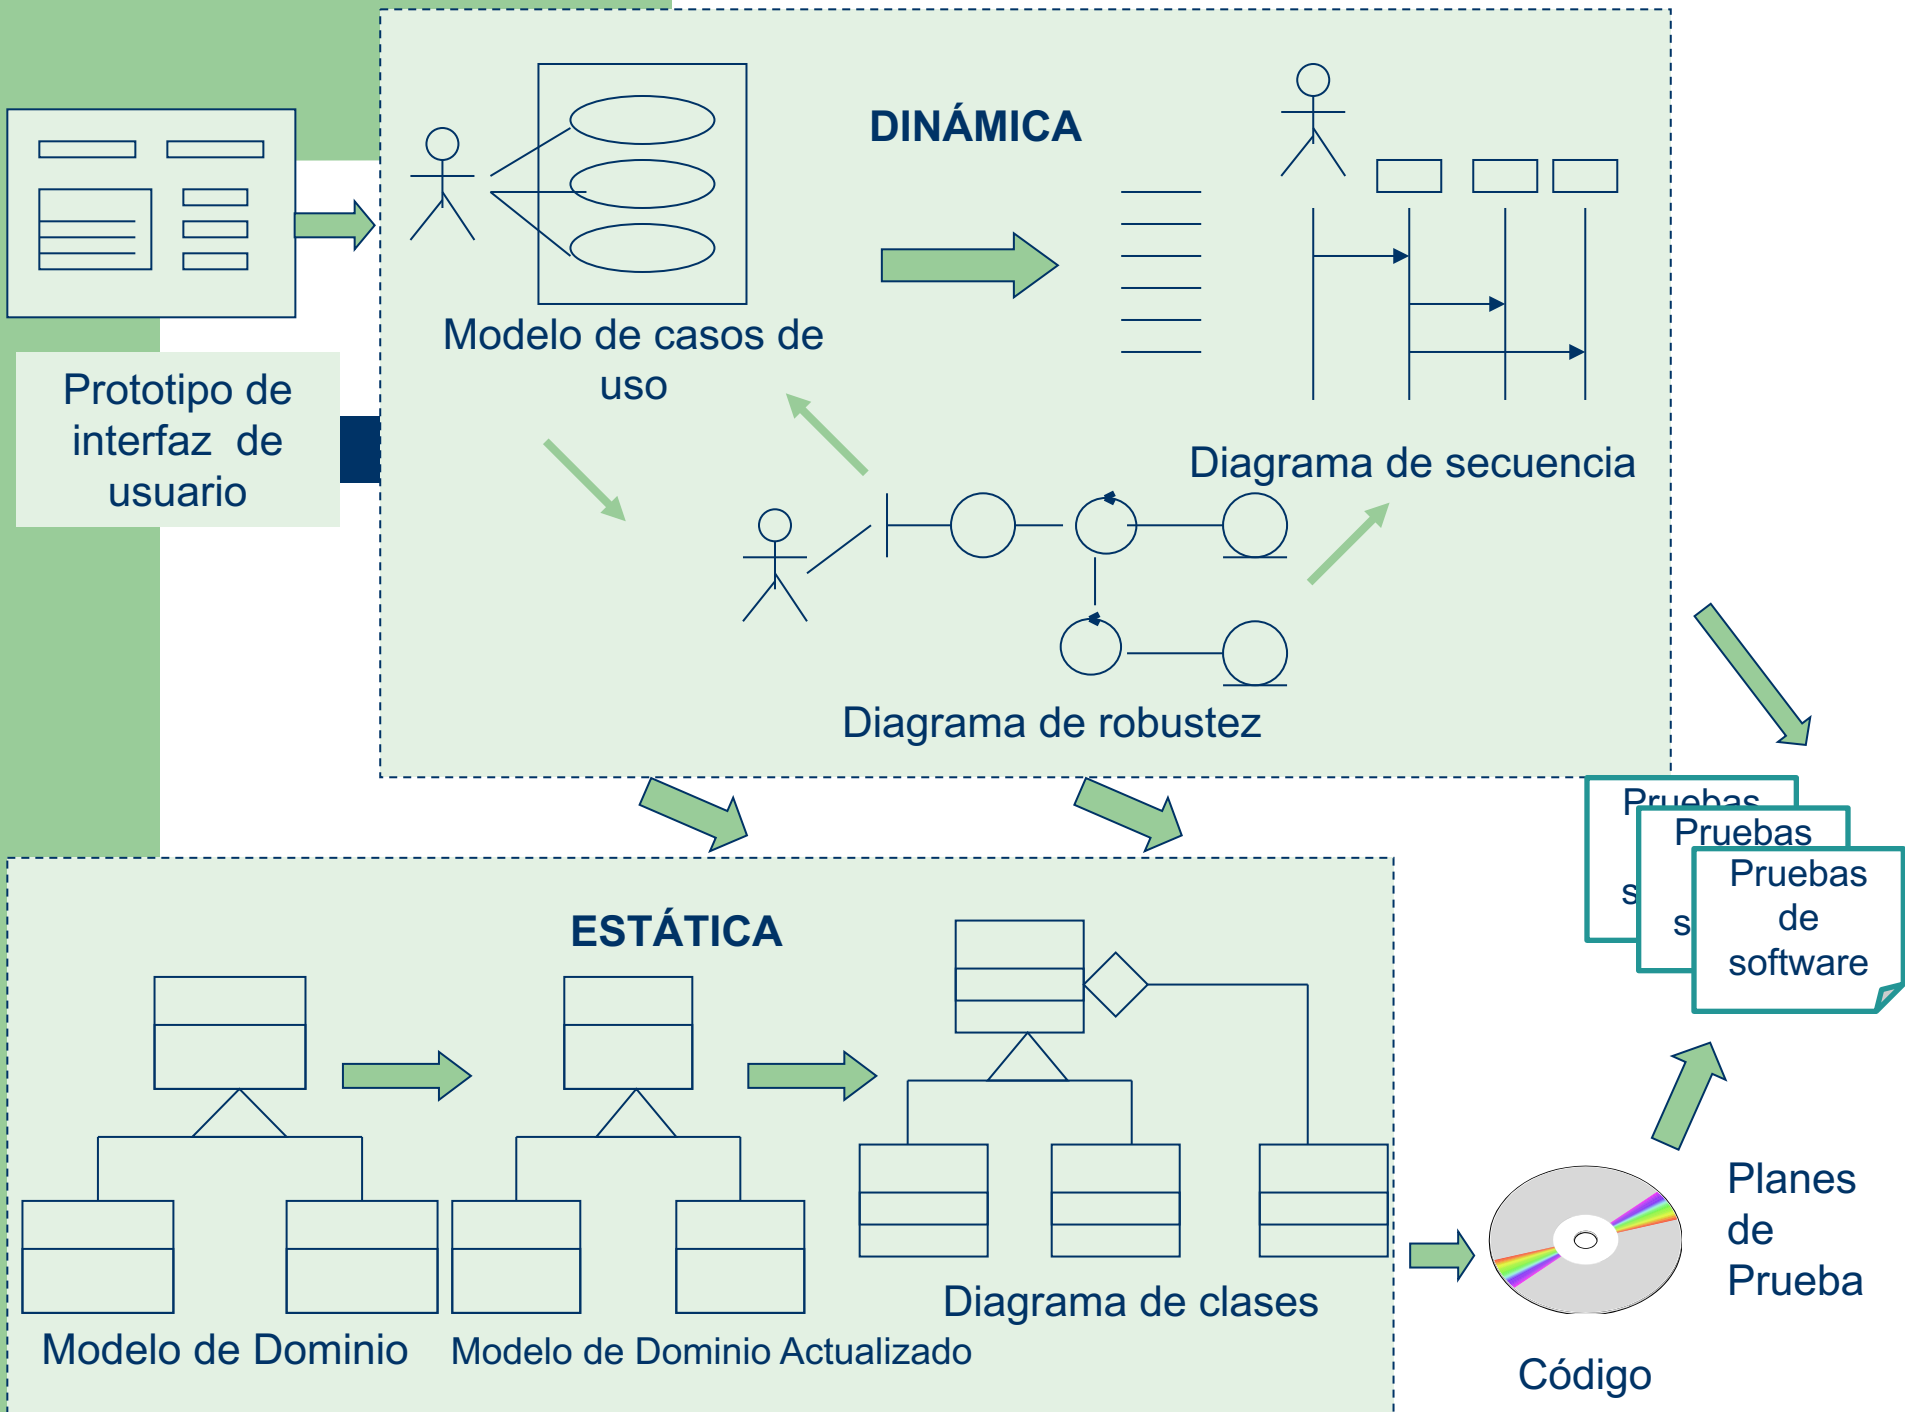 DINÁMICA
Modelo de casos de
uso
Prototipo de
interfaz de
usuario
Diagrama de secuencia
Diagrama de robustez
Pruebas
s
Pruebas
s
Pruebas
de
software
ESTÁTICA
Modelo de Dominio
Modelo de Dominio Actualizado
Diagrama de clases
Planes
de
Prueba
Código